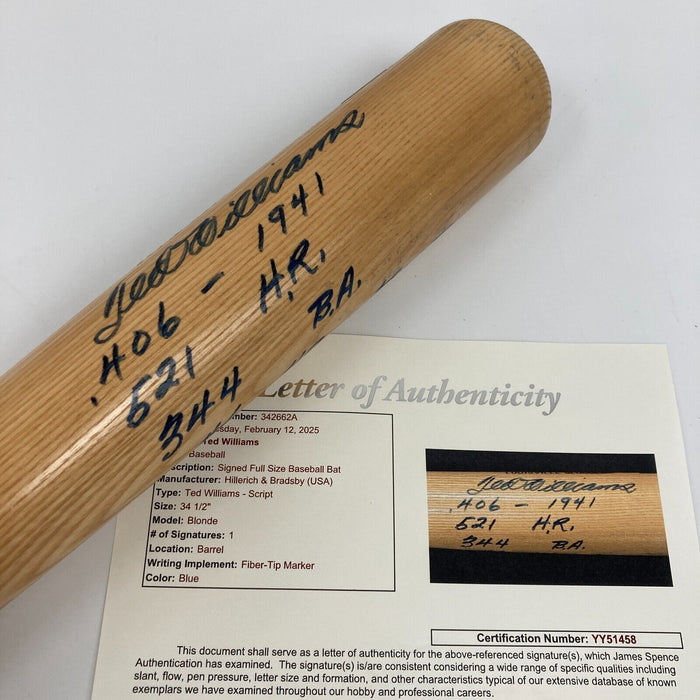 Ted Williams
.406 - 1941
521 H.R.
344 B.A.
Letter of Authenticity
mber: 342662A
sday, February 12, 2025
Ted Williams
Baseball
scription: Signed Full Size Baseball Bat
Manufacturer: Hillerich & Bradsby (USA)
Type: Ted Williams - Script
Size: 34 1/2"
Model: Blonde
# of Signatures: 1
Location: Barrel
Writing Implement: Fiber-Tip Marker
Color: Blue
Ted Williams
.406 - 1941
521 H.R.
344 B.A.
Certification Number: YY51458
This document shall serve as a letter of authenticity for the above-referenced signature(s), which James Spence
Authentication has examined. The signature(s) is/are consistent considering a wide range of specific qualities including
slant, flow, pen pressure, letter size and formation, and other characteristics typical of our extensive database of known
exemplars we have examined throughout our hobby and professional careers.